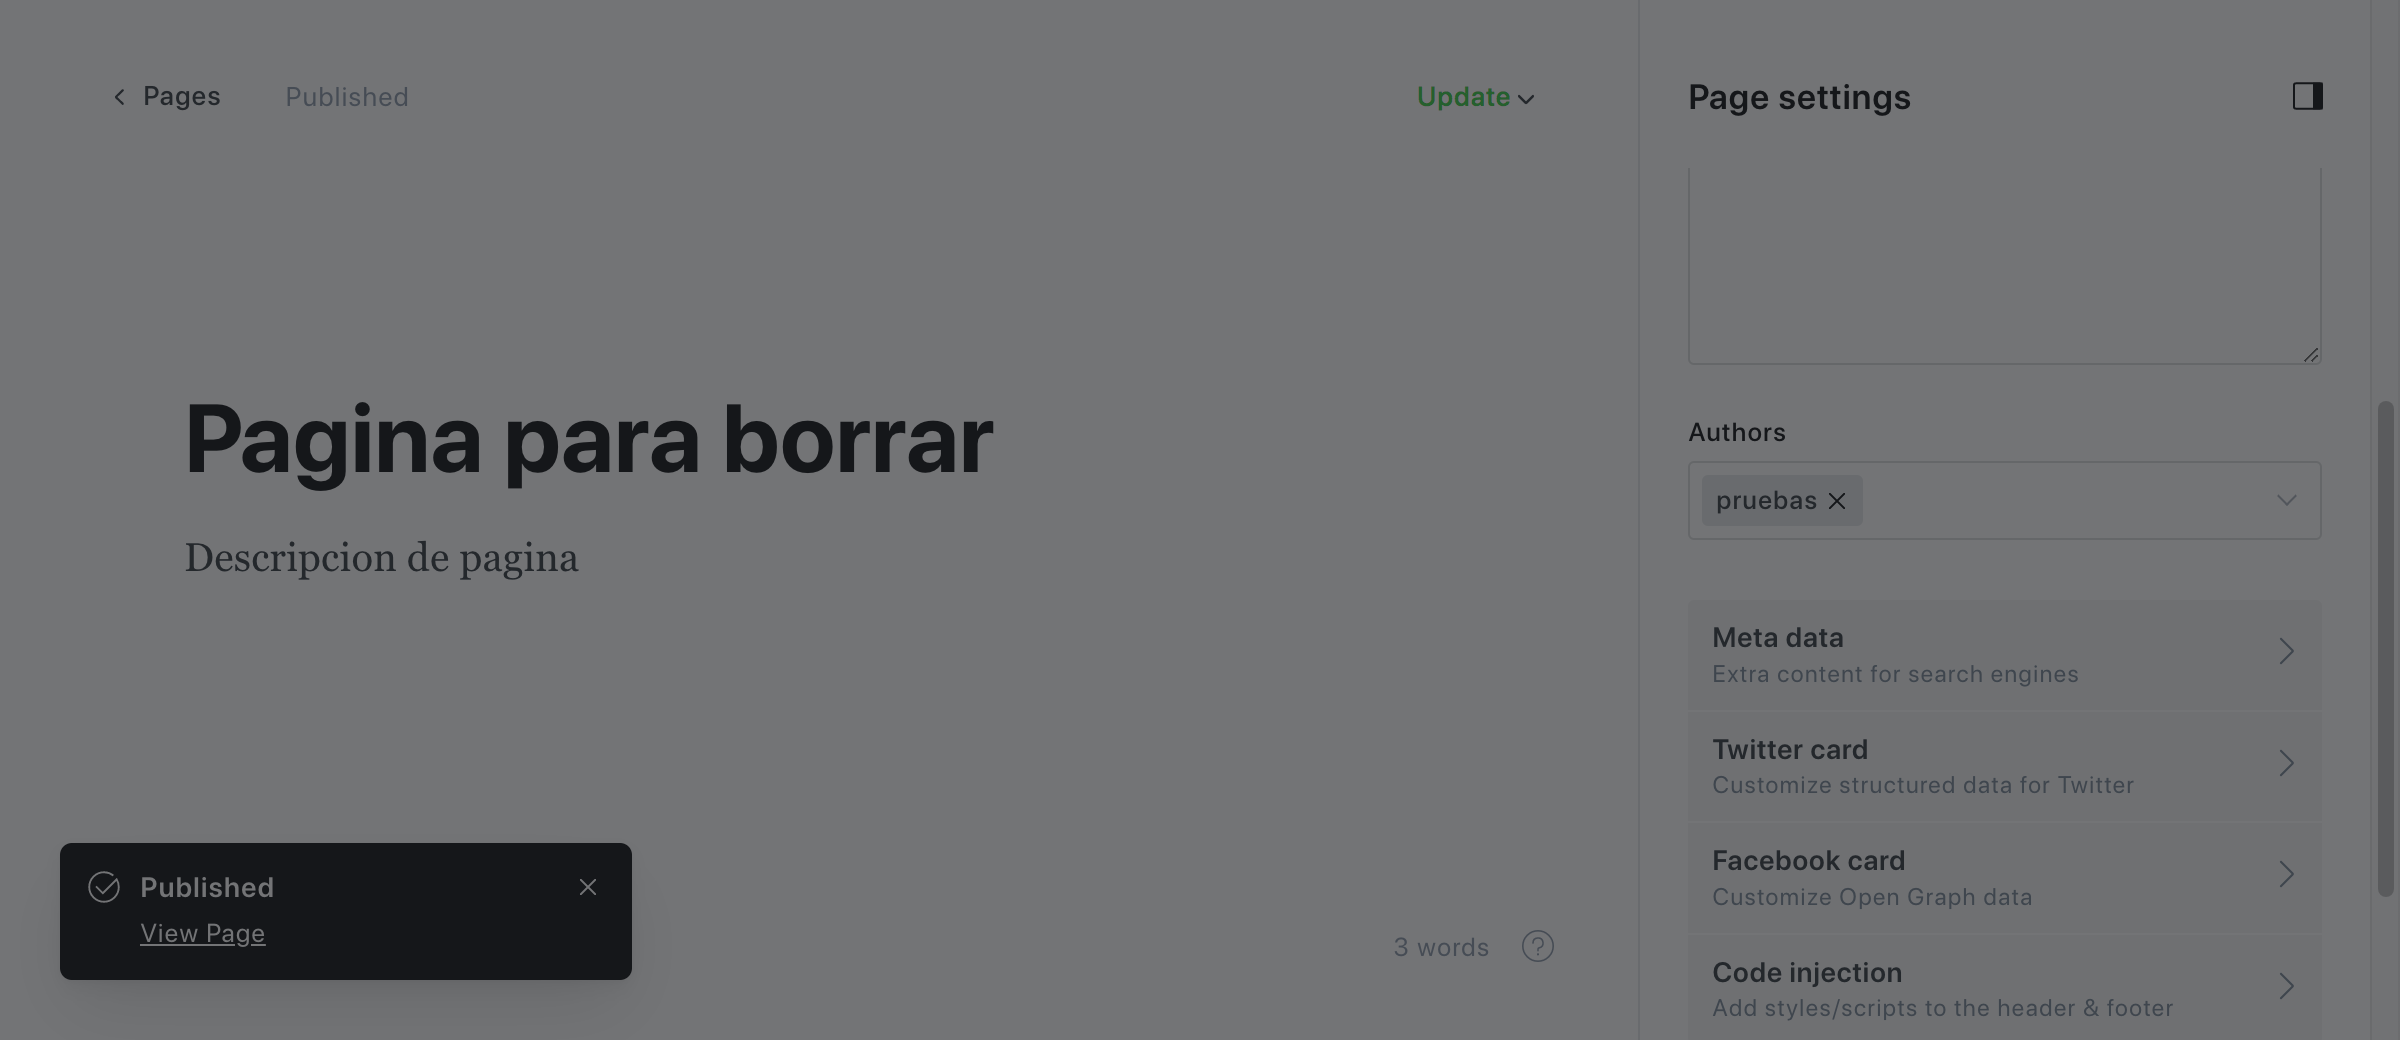 Pages
Published
Update
Page settings
Pagina para borrar
Descripcion de pagina
Authors
pruebas
Meta data
Extra content for search engines
Twitter card
Customize structured data for Twitter
Facebook card
Customize Open Graph data
Code injection
Add styles/scripts to the header & footer
Published
View Page
3 words
?